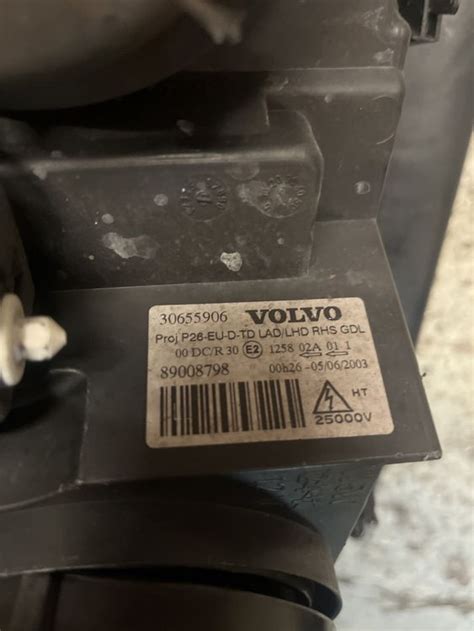 30655906 VOLVO
Proj P26-EU-D-TD LAD/LHD RHS GDL
00 DC/R 30 E2 1258 02A 01 1
89008798 00h26 -05/06/2003
HT
25000V